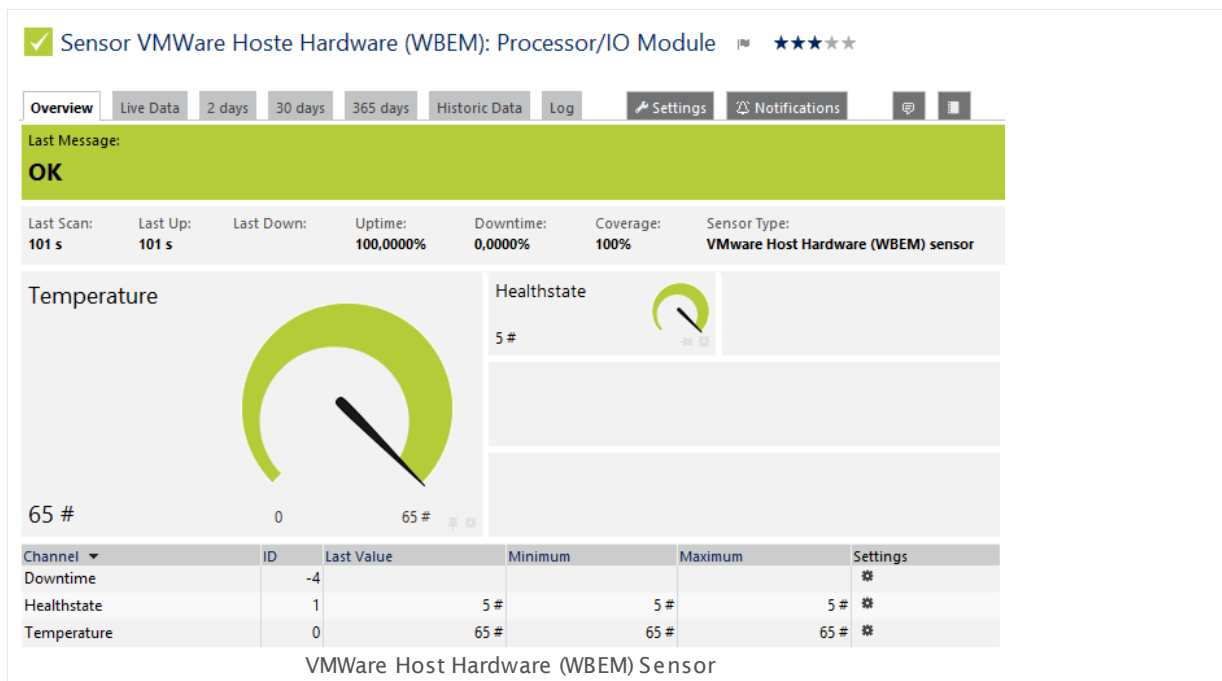 Sensor VMWare Hoste Hardware (WBEM): Processor/IO Module
Overview Live Data 2 days 30 days 365 days Historic Data Log Settings Notifications
Last Message:
OK
Last Scan: Last Up: Last Down: Uptime: Downtime: Coverage: Sensor Type:
101 s 101 s 100,0000% 0,0000% 100% VMware Host Hardware (WBEM) sensor
Temperature
Healthstate
5 #
65 #
0 65 #
Channel ID Last Value Minimum Maximum Settings
Downtime -4
Healthstate 1 5 # 5 # 5 #
Temperature 0 65 # 65 # 65 #
VMWare Host Hardware (WBEM) Sensor